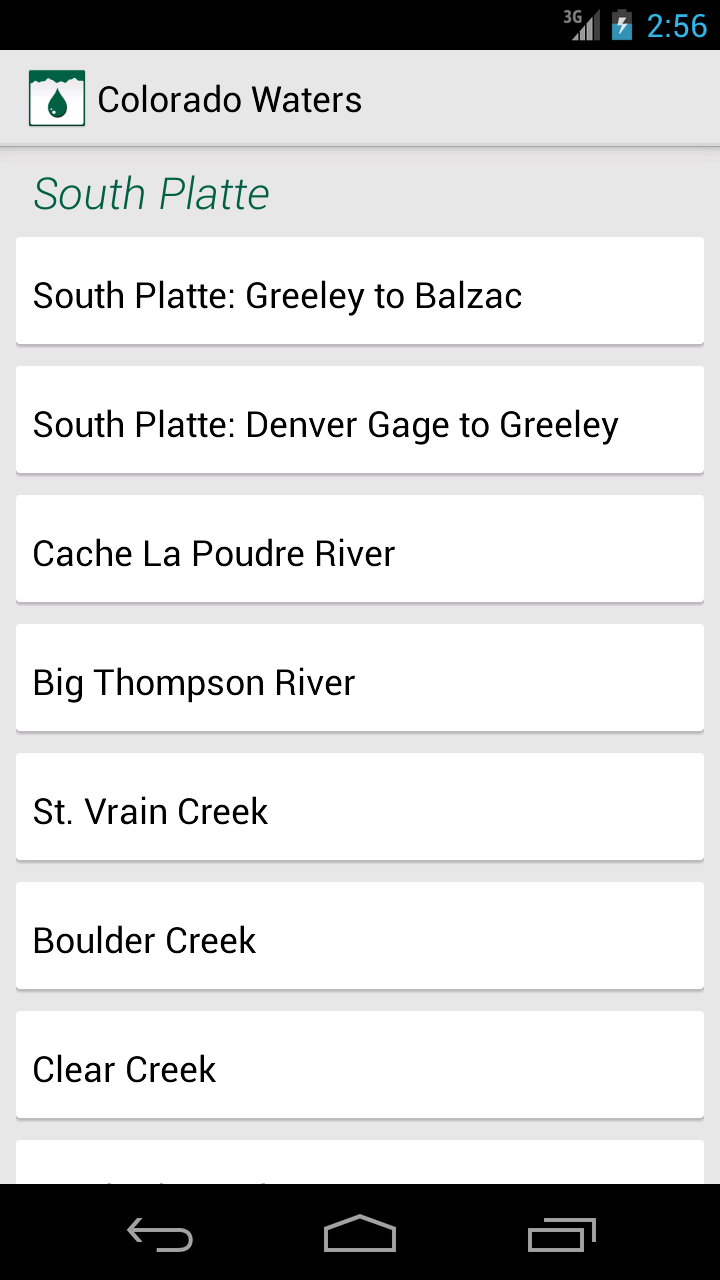 3G 2:56
Colorado Waters
South Platte
South Platte: Greeley to Balzac
South Platte: Denver Gage to Greeley
Cache La Poudre River
Big Thompson River
St. Vrain Creek
Boulder Creek
Clear Creek